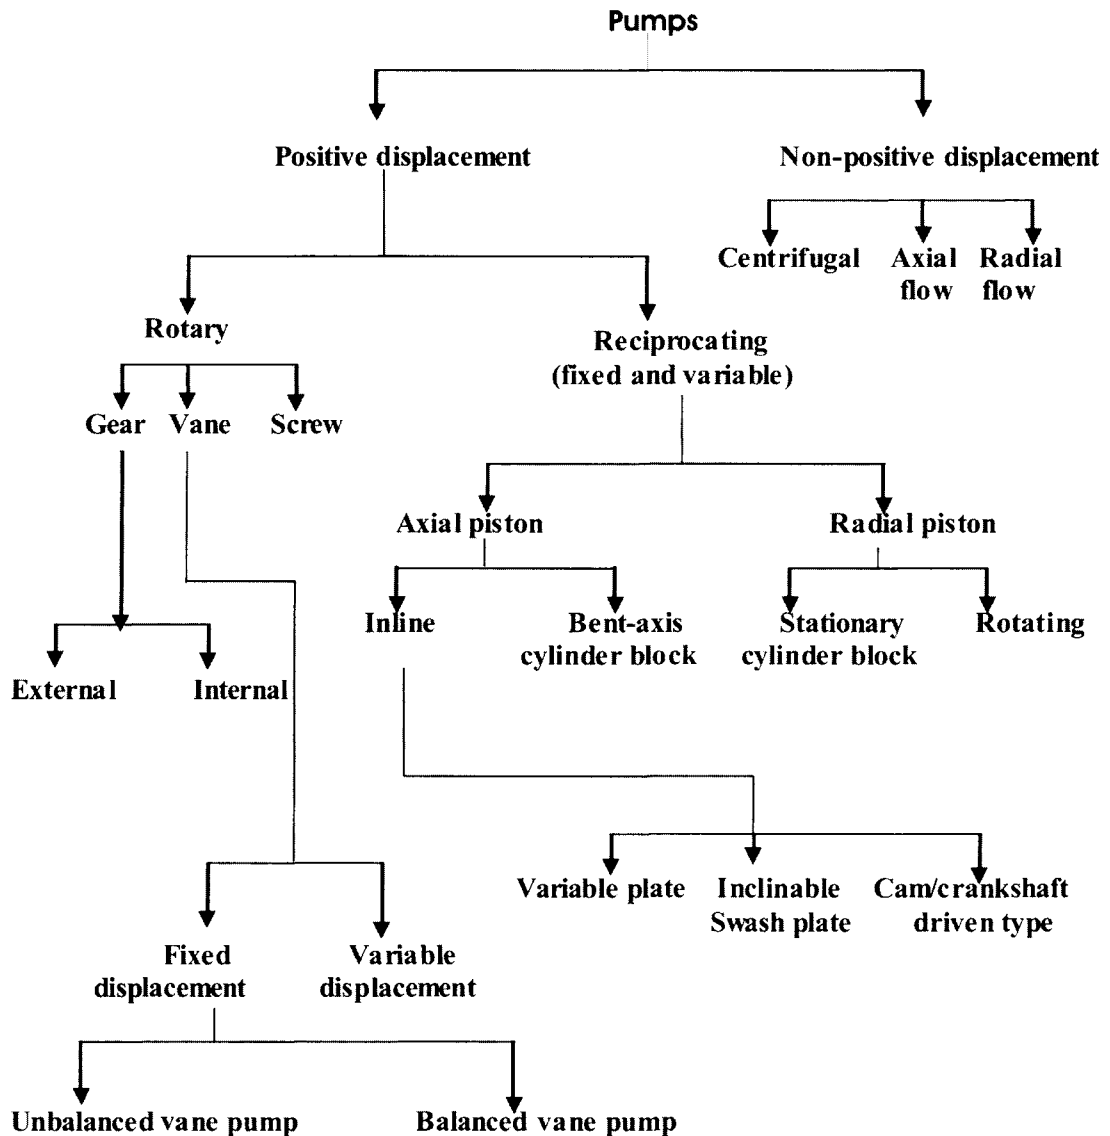 Pumps
Positive displacement
Non-positive displacement
Centrifugal
Axial
flow
Radial
flow
Rotary
Reciprocating
(fixed and variable)
Gear
Vane
Screw
Axial piston
Radial piston
Inline
Bent-axis
cylinder block
Stationary
cylinder block
Rotating
External
Internal
Variable plate
Inclinable
Swash plate
Cam/crankshaft
driven type
Fixed
displacement
Variable
displacement
Unbalanced vane pump
Balanced vane pump